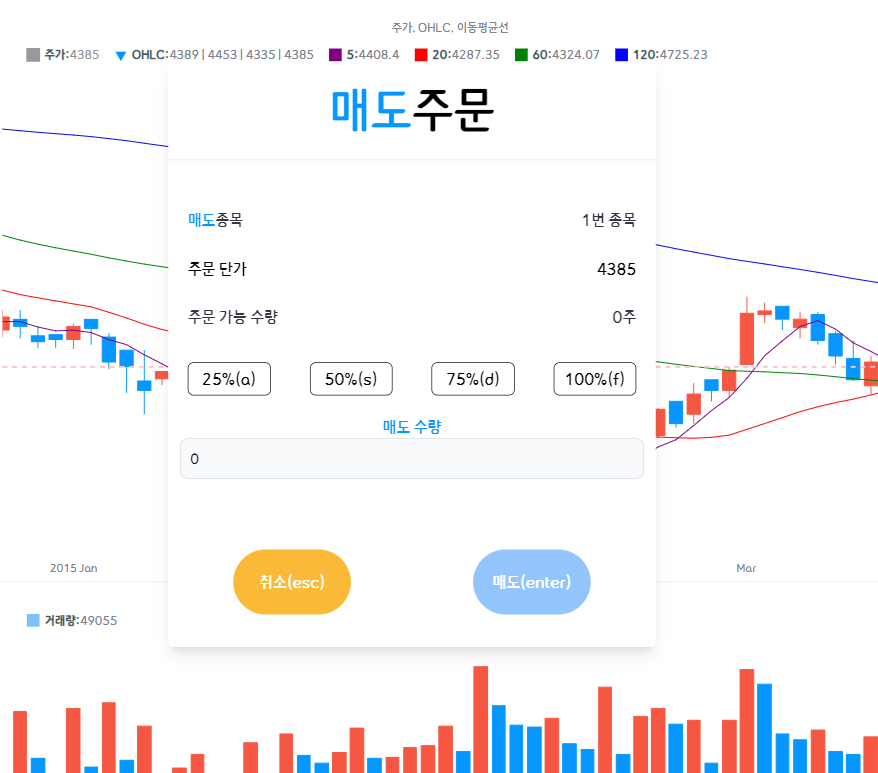 주가, OHLC, 이동평균선
주가:4385 OHLC:4389 | 4453 | 4335 | 4385 5:4408.4 20:4287.35 60:4324.07 120:4725.23
매도주문
매도종목 1번 종목
주문 단가 4385
주문 가능 수량 0주
25%(a) 50%(s) 75%(d) 100%(f)
매도 수량
0
2015 Jan Mar
취소(esc) 매도(enter)
거래량:49055